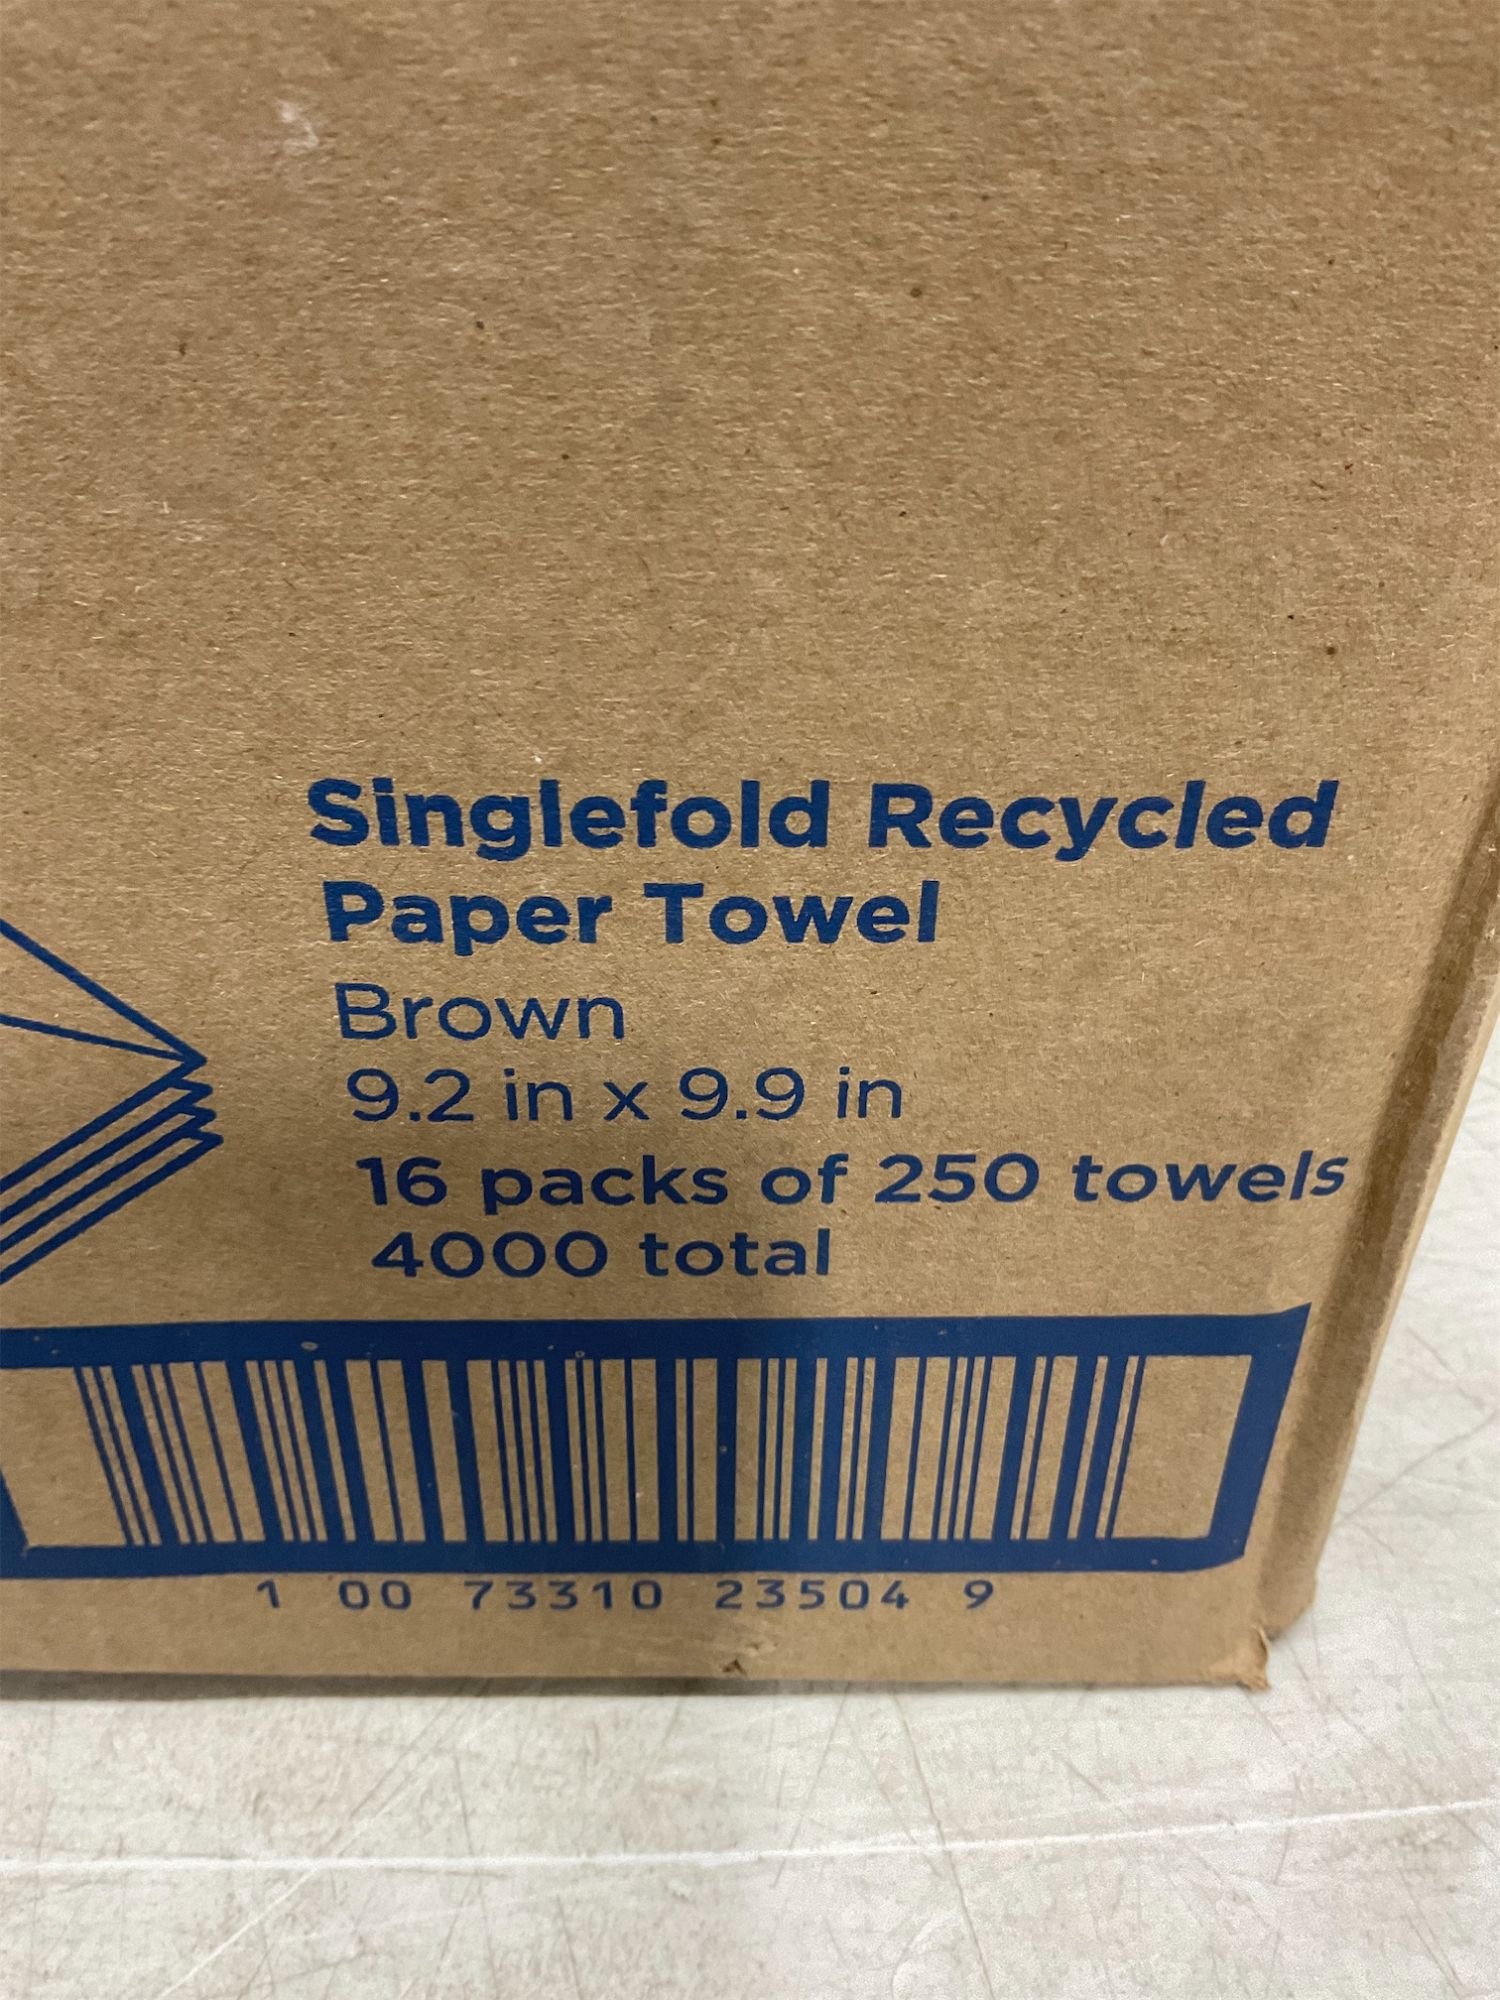 Singlefold Recycled
Paper Towel
Brown
9.2 in x 9.9 in
16 packs of 250 towels
4000 total
1 00 73310 23504 9